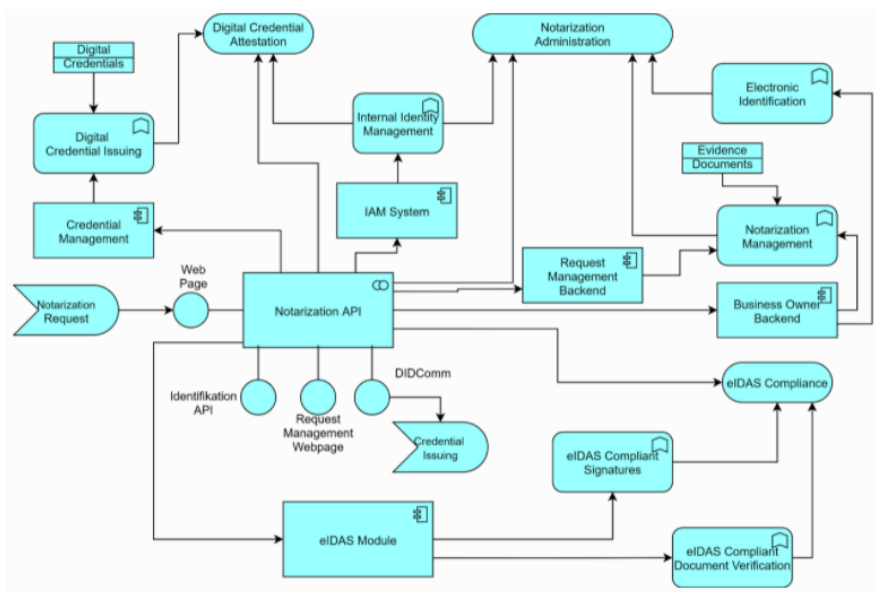 Digital Credential
Attestation
Notarization
Administration
Digital
Credentials
Electronic
Identification
Internal Identity
Management
Digital
Credential Issuing
Evidence
Documents
IAM System
Credential
Management
Notarization
Management
Request
Management
Backend
Web
Page
Notarization
Request
Notarization API
Business Owner
Backend
DIDComm
eIDAS Compliance
Identifikation
API
Request
Management
Webpage
Credential
Issuing
eIDAS Compliant
Signatures
eIDAS Module
eIDAS Compliant
Document Verification